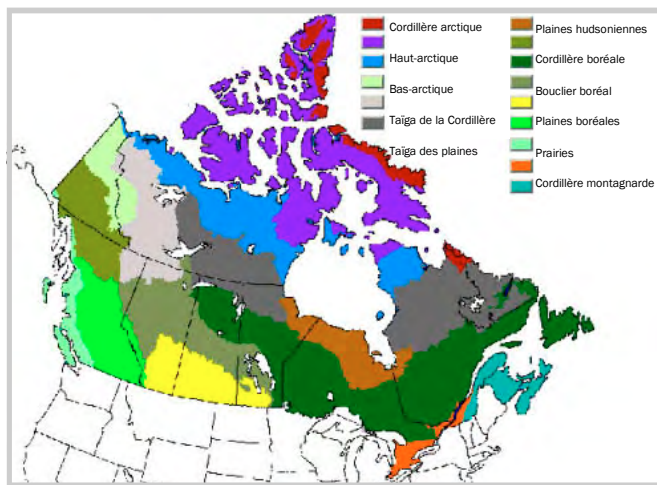 Cordillère arctique
Haut-arctique
Bas-arctique
Taïga de la Cordillère
Taïga des plaines
Plaines hudsoniennes
Cordillère boréale
Bouclier boréal
Plaines boréales
Prairies
Cordillère montagnarde